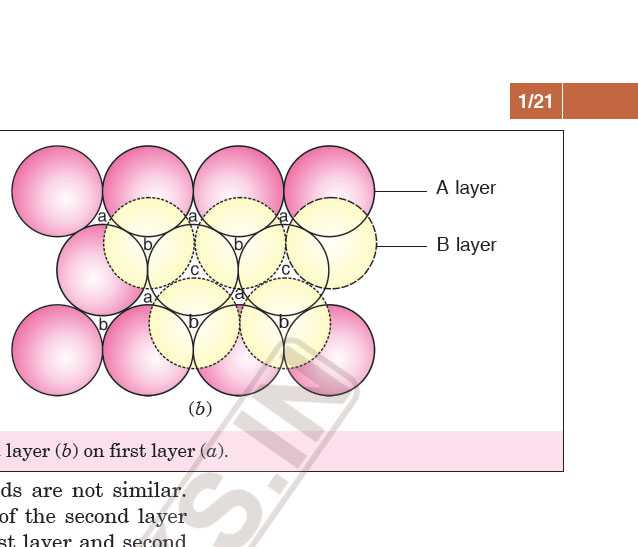 1/21
A layer
a a a
B layer
b b
c c
a a
b b b
(b)
layer (b) on first layer (a).
ds are not similar.
of the second layer
st layer and second
S.IN